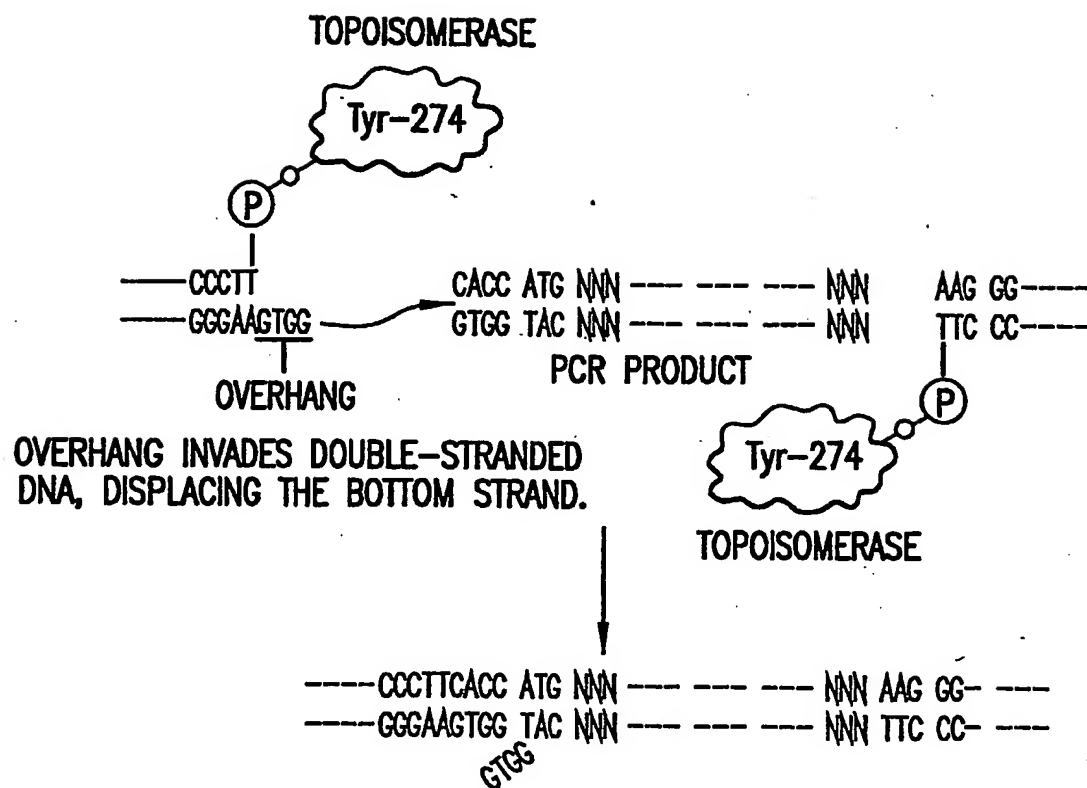 TOPOISOMERASE
Tyr-274
P
CCCTT CACC ATG NNN -- -- -- -- NNN AAG GG----
GGGAAGTGG GTGG TAC NNN -- -- -- -- NNN TTC CC----
OVERHANG
PCR PRODUCT
P
OVERHANG INVADES DOUBLE-STRANDED
DNA, DISPLACING THE BOTTOM STRAND.
Tyr-274
TOPOISOMERASE
----CCCTTCACC ATG NNN -- -- -- -- NNN AAG GG- --
----GGGAAGTGG TAC NNN -- -- -- -- NNN TTC CC- --
GTGG